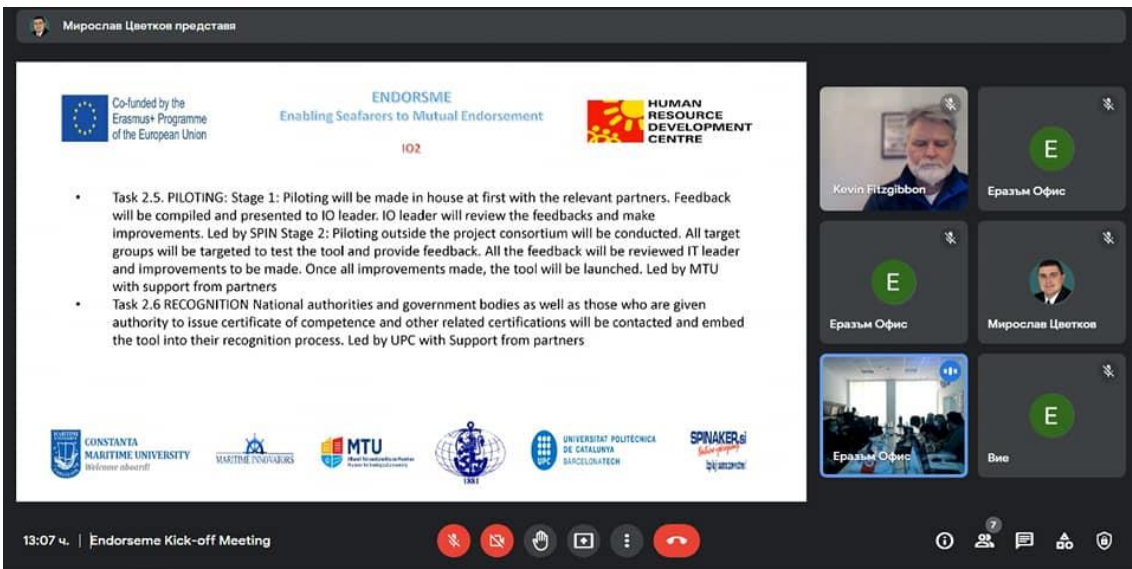 Мирослав Цветков представя
Co-funded by the
Erasmus+ Programme
of the European Union
ENDORSME
Enabling Seafarers to Mutual Endorsement
IO2
HUMAN
RESOURCE
DEVELOPMENT
CENTRE
• Task 2.5. PILOTING: Stage 1: Piloting will be made in house at first with the relevant partners. Feedback
will be compiled and presented to IO leader. IO leader will review the feedbacks and make
improvements. Led by SPIN Stage 2: Piloting outside the project consortium will be conducted. All target
groups will be targeted to test the tool and provide feedback. All the feedback will be reviewed IT leader
and improvements to be made. Once all improvements made, the tool will be launched. Led by MTU
with support from partners
• Task 2.6 RECOGNITION National authorities and government bodies as well as those who are given
authority to issue certificate of competence and other related certifications will be contacted and embed
the tool into their recognition process. Led by UPC with Support from partners
CONSTANTA
MARITIME UNIVERSITY
Welcome aboard!
MARITIME INNOVATORS
MTU
1881
UPC
UNIVERSITAT POLITÈCNICA
DE CATALUNYA
BARCELONATECH
SPINAKER.si
Kevin Fitzgibbon
E
Еразъм Офис
E
Еразъм Офис
Мирослав Цветков
Еразъм Офис
E
Вие
13:07 ч. | Endorseme Kick-off Meeting
7